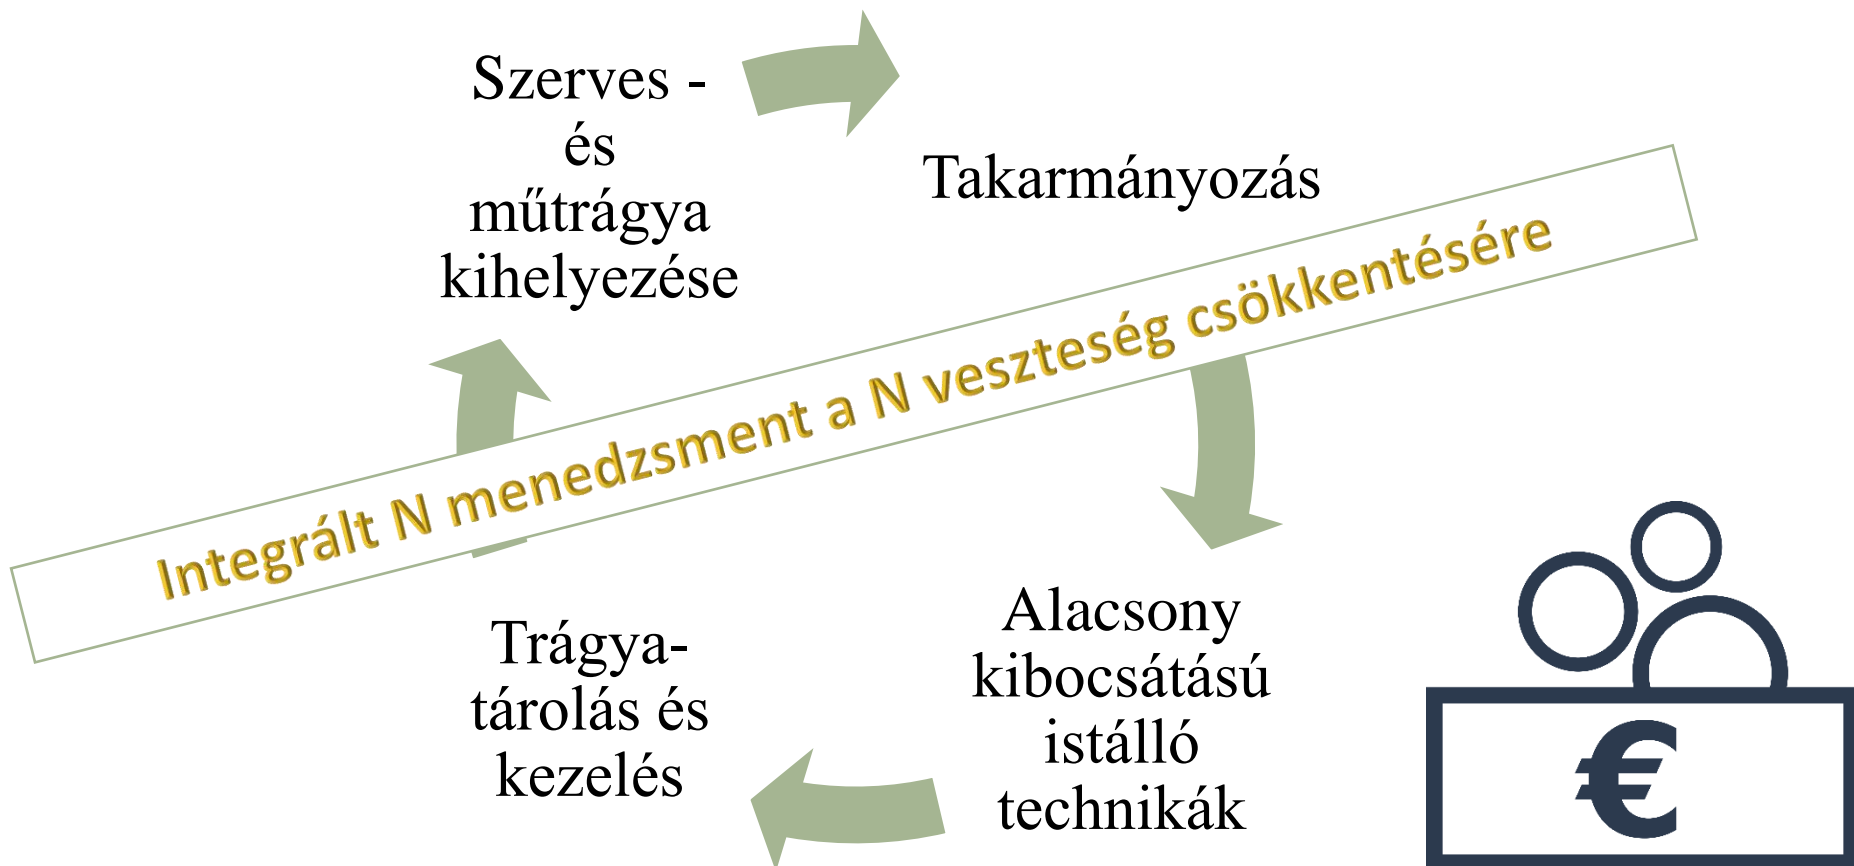 Szerves -
és
műtrágya
kihelyezése
Takarmányozás
Integrált N menedzsment a N veszteség csökkentésére
Alacsony
kibocsátású
istálló
technikák
Trágya-
tárolás és
kezelés
€